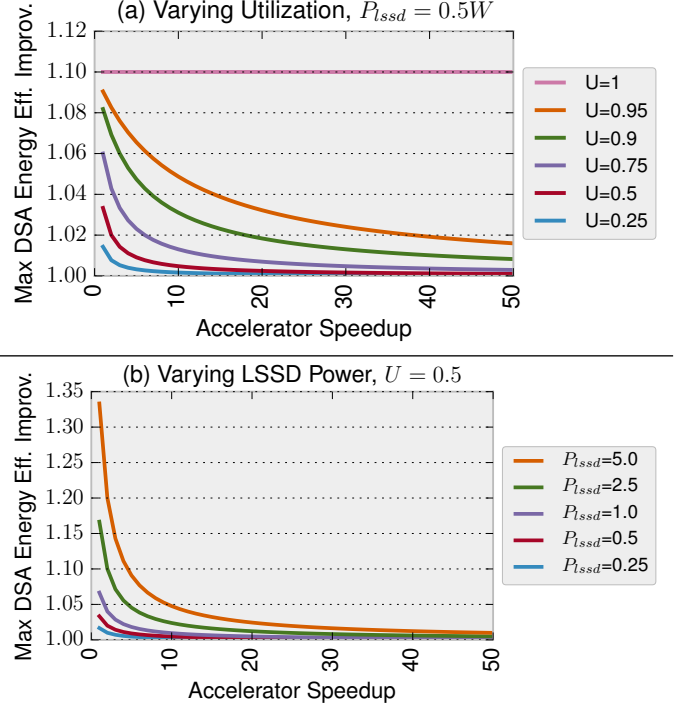 (a) Varying Utilization, P_lssd = 0.5W
Max DSA Energy Eff. Improv.
1.12
1.10
1.08
1.06
1.04
1.02
1.00
0
10
20
30
40
50
Accelerator Speedup
U=1
U=0.95
U=0.9
U=0.75
U=0.5
U=0.25
(b) Varying LSSD Power, U = 0.5
Max DSA Energy Eff. Improv.
1.35
1.30
1.25
1.20
1.15
1.10
1.05
1.00
0
10
20
30
40
50
Accelerator Speedup
P_lssd=5.0
P_lssd=2.5
P_lssd=1.0
P_lssd=0.5
P_lssd=0.25